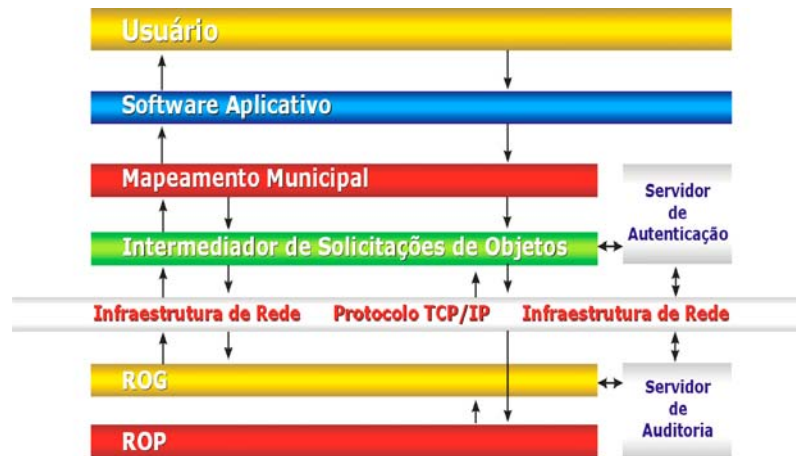 Usuário
Software Aplicativo
Mapeamento Municipal
Servidor
de
Autenticação
Intermediador de Solicitações de Objetos
Infraestrutura de Rede
Protocolo TCP/IP
Infraestrutura de Rede
ROG
Servidor
de
Auditoria
ROP